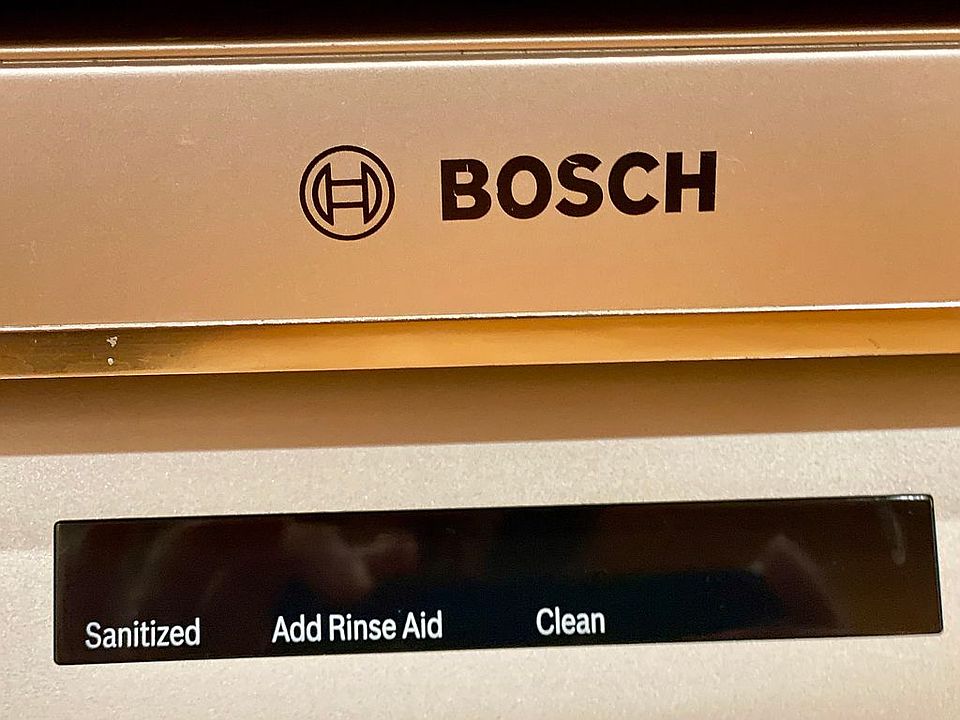 BOSCH
Sanitized Add Rinse Aid Clean